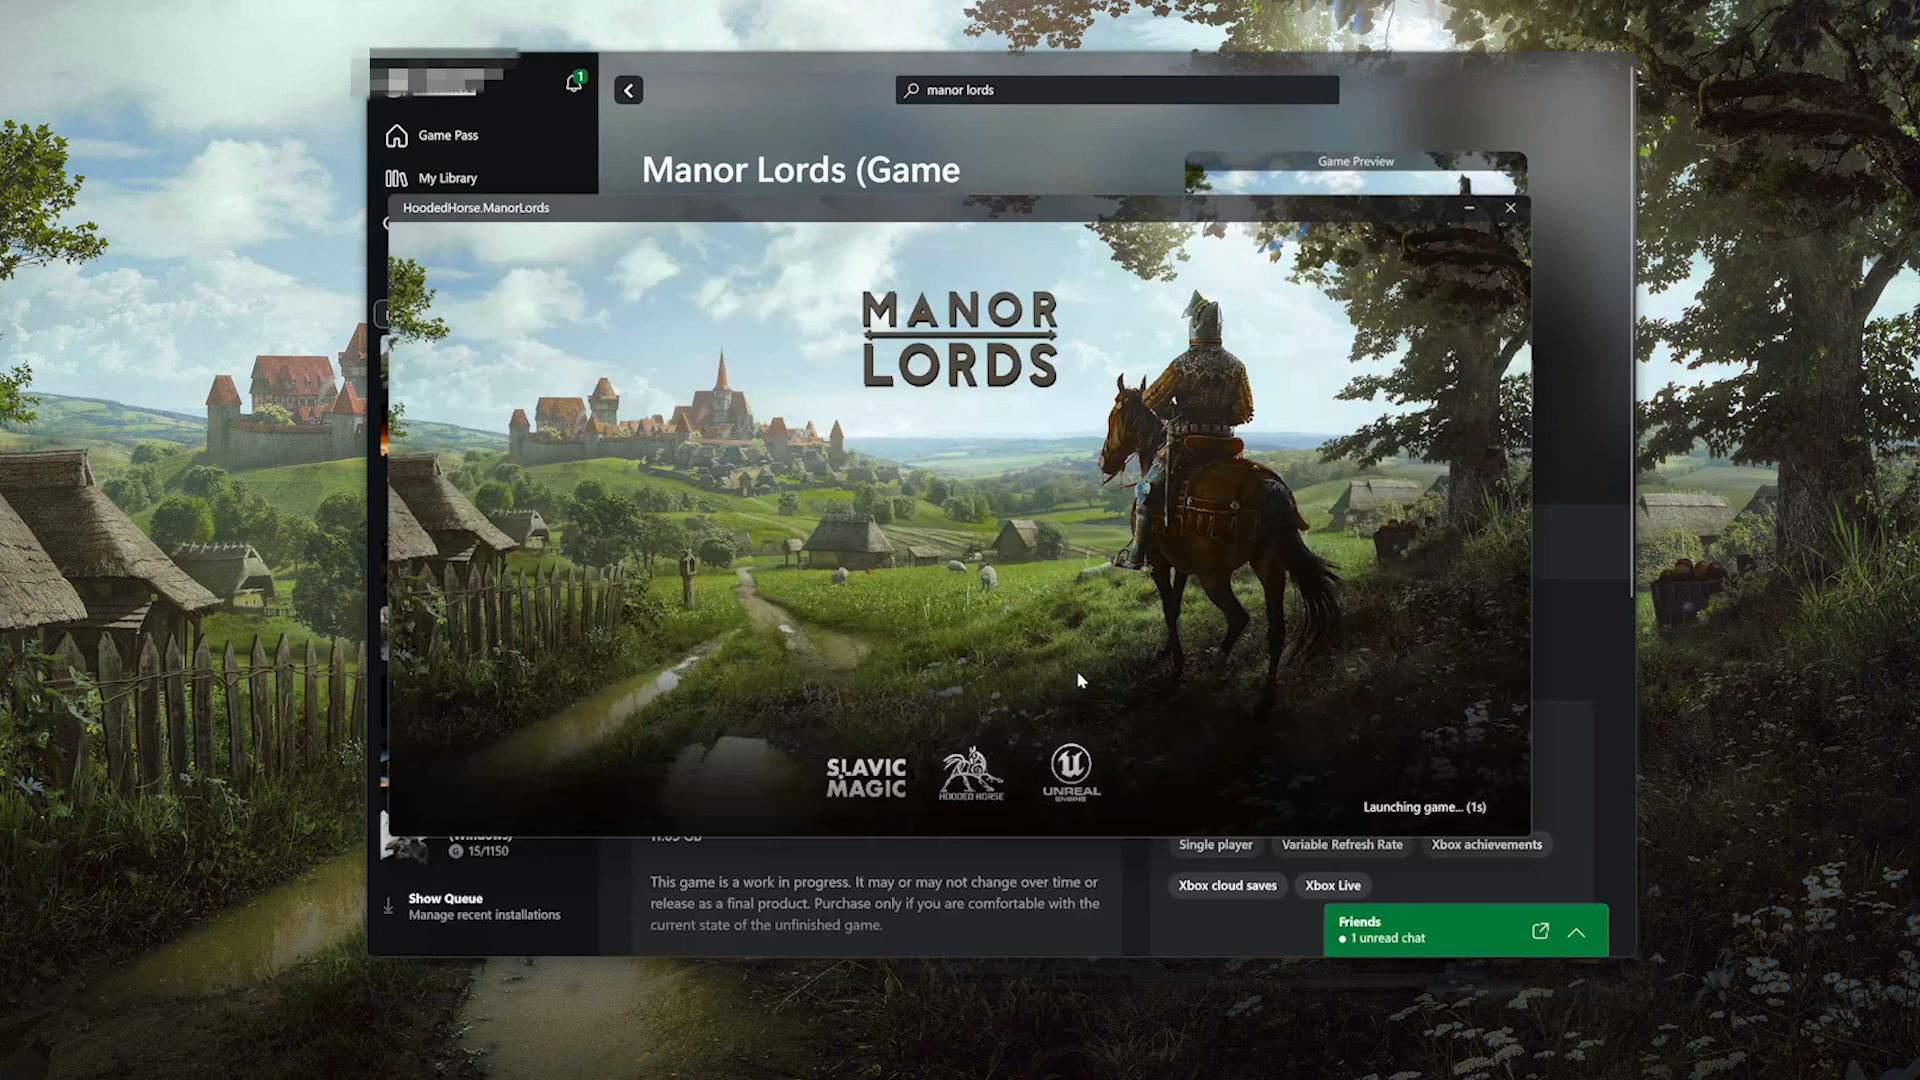 1
manor lords
Game Pass
Manor Lords (Game
Game Preview
My Library
HoodedHorse.ManorLords
MANOR
LORDS
SLAVIC
MAGIC
HOODED HORSE
UNREAL
ENGINE
Launching game... (1s)
(Windows)
15/1150
Single player
Variable Refresh Rate
Xbox achievements
This game is a work in progress. It may or may not change over time or
release as a final product. Purchase only if you are comfortable with the
current state of the unfinished game.
Xbox cloud saves
Xbox Live
Show Queue
Manage recent installations
Friends
1 unread chat